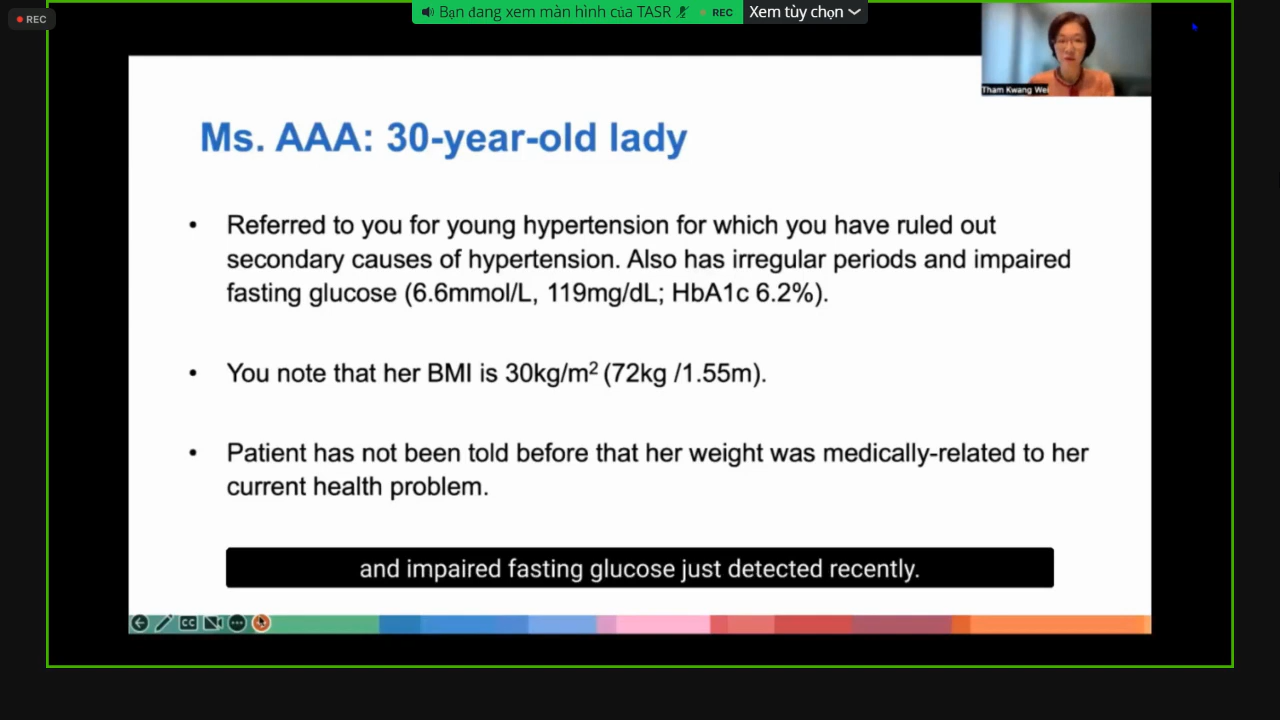 REC
Bạn đang xem màn hình của TASR
REC
Xem tùy chọn
Tham Kwang Wei
Ms. AAA: 30-year-old lady
• Referred to you for young hypertension for which you have ruled out
secondary causes of hypertension. Also has irregular periods and impaired
fasting glucose (6.6mmol/L, 119mg/dL; HbA1c 6.2%).
• You note that her BMI is 30kg/m² (72kg /1.55m).
• Patient has not been told before that her weight was medically-related to her
current health problem.
and impaired fasting glucose just detected recently.
CC